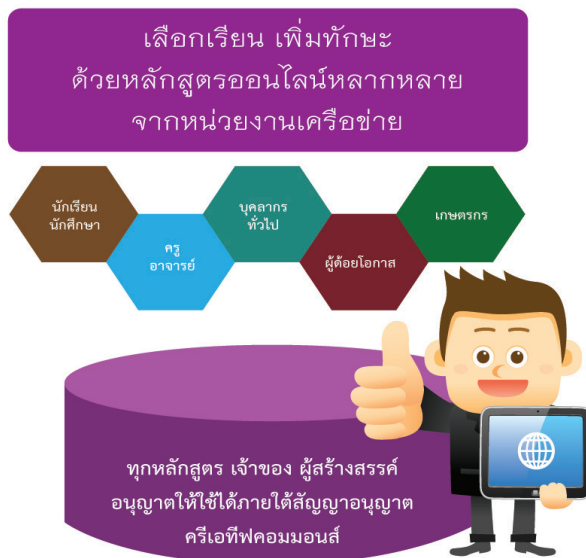 เลือกเรียน เพิ่มทักษะ
ด้วยหลักสูตรออนไลน์หลากหลาย
จากหน่วยงานเครือข่าย
นักเรียน
นักศึกษา
ครู
อาจารย์
บุคลากร
ทั่วไป
ผู้ด้อยโอกาส
เกษตรกร
ทุกหลักสูตร เจ้าของ ผู้สร้างสรรค์
อนุญาตให้ใช้ได้ภายใต้สัญญาอนุญาต
ครีเอทีฟคอมมอนส์